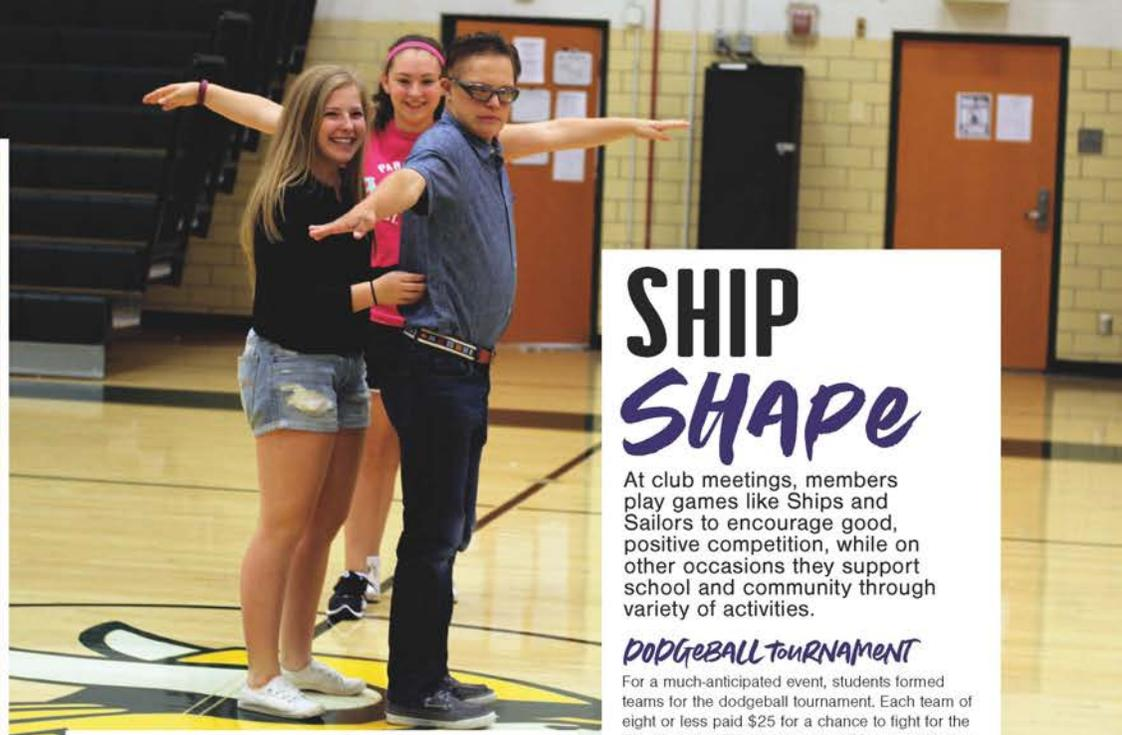 PAR
SHIP
SHAPe
At club meetings, members
play games like Ships and
Sailors to encourage good,
positive competition, while on
other occasions they support
school and community through
variety of activities.
DODGeBALL TouRNAMeNT
For a much-anticipated event, students formed
teams for the dodgeball tournament. Each team of
eight or less paid $25 for a chance to fight for the